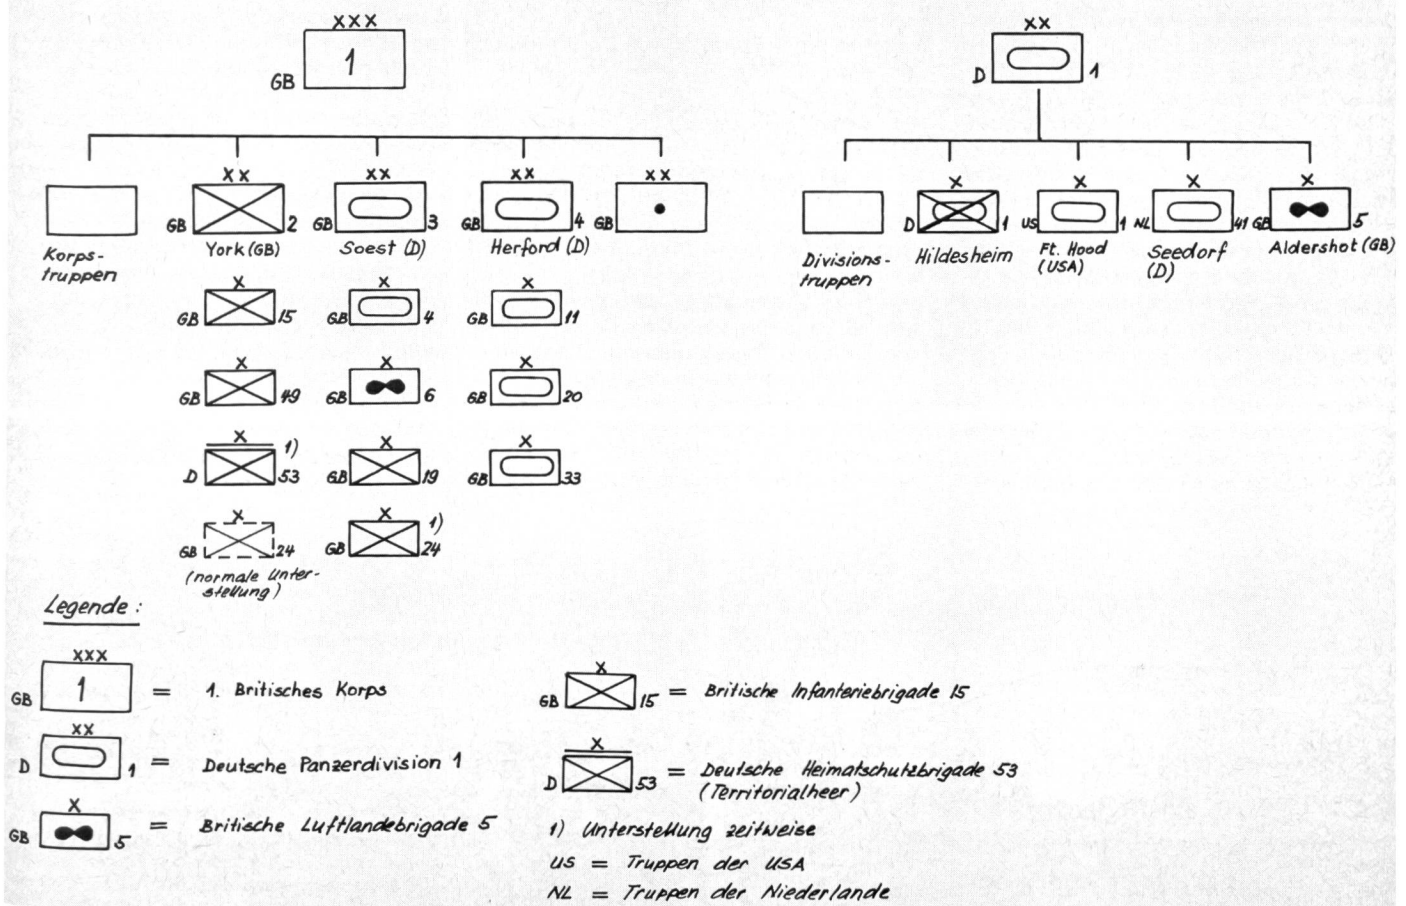 XXX
GB 1
XX
D 1
Korps-
truppen
XX
GB 2
York (GB)
XX
GB 3
Soest (D)
XX
GB 4
Herford (D)
XX
GB
Divisions-
truppen
X
D 1
Hildesheim
X
US 1
Ft. Hood
(USA)
X
NL 41
Seedorf
(D)
X
GB 5
Aldershot (GB)
X
GB 15
X
GB 4
X
GB 11
X
GB 49
X
GB 6
X
GB 20
X 1)
D 53
X
GB 19
X
GB 33
X
GB 24
(normale Unter-
stellung)
X 1)
GB 24
Legende:
XXX
GB 1 = 1. Britisches Korps
XX
D 1 = Deutsche Panzerdivision 1
X
GB 5 = Britische Luftlandebrigade 5
X
GB 15 = Britische Infanteriebrigade 15
X
D 53 = Deutsche Heimatschutzbrigade 53
(Territorialheer)
1) Unterstellung zeitweise
US = Truppen der USA
NL = Truppen der Niederlande